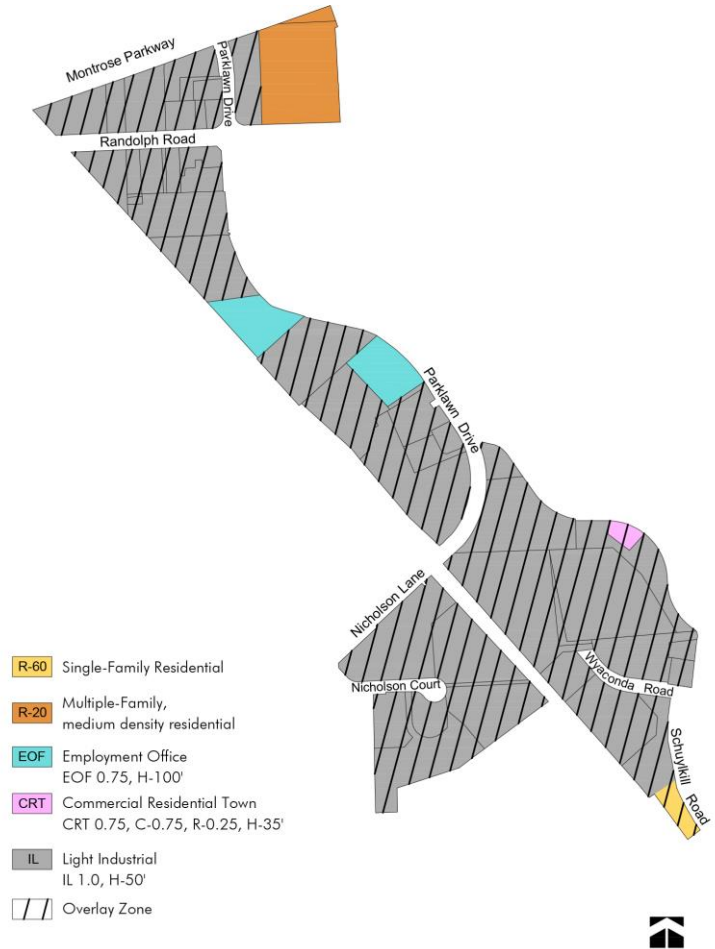 Montrose Parkway
Parklawn Drive
Randolph Road
Parklawn Drive
Nicholson Lane
Nicholson Court
Wyaconda Road
Schuylkill Road
R-60 Single-Family Residential
R-20 Multiple-Family,
medium density residential
EOF Employment Office
EOF 0.75, H-100'
CRT Commercial Residential Town
CRT 0.75, C-0.75, R-0.25, H-35'
IL Light Industrial
IL 1.0, H-50'
Overlay Zone